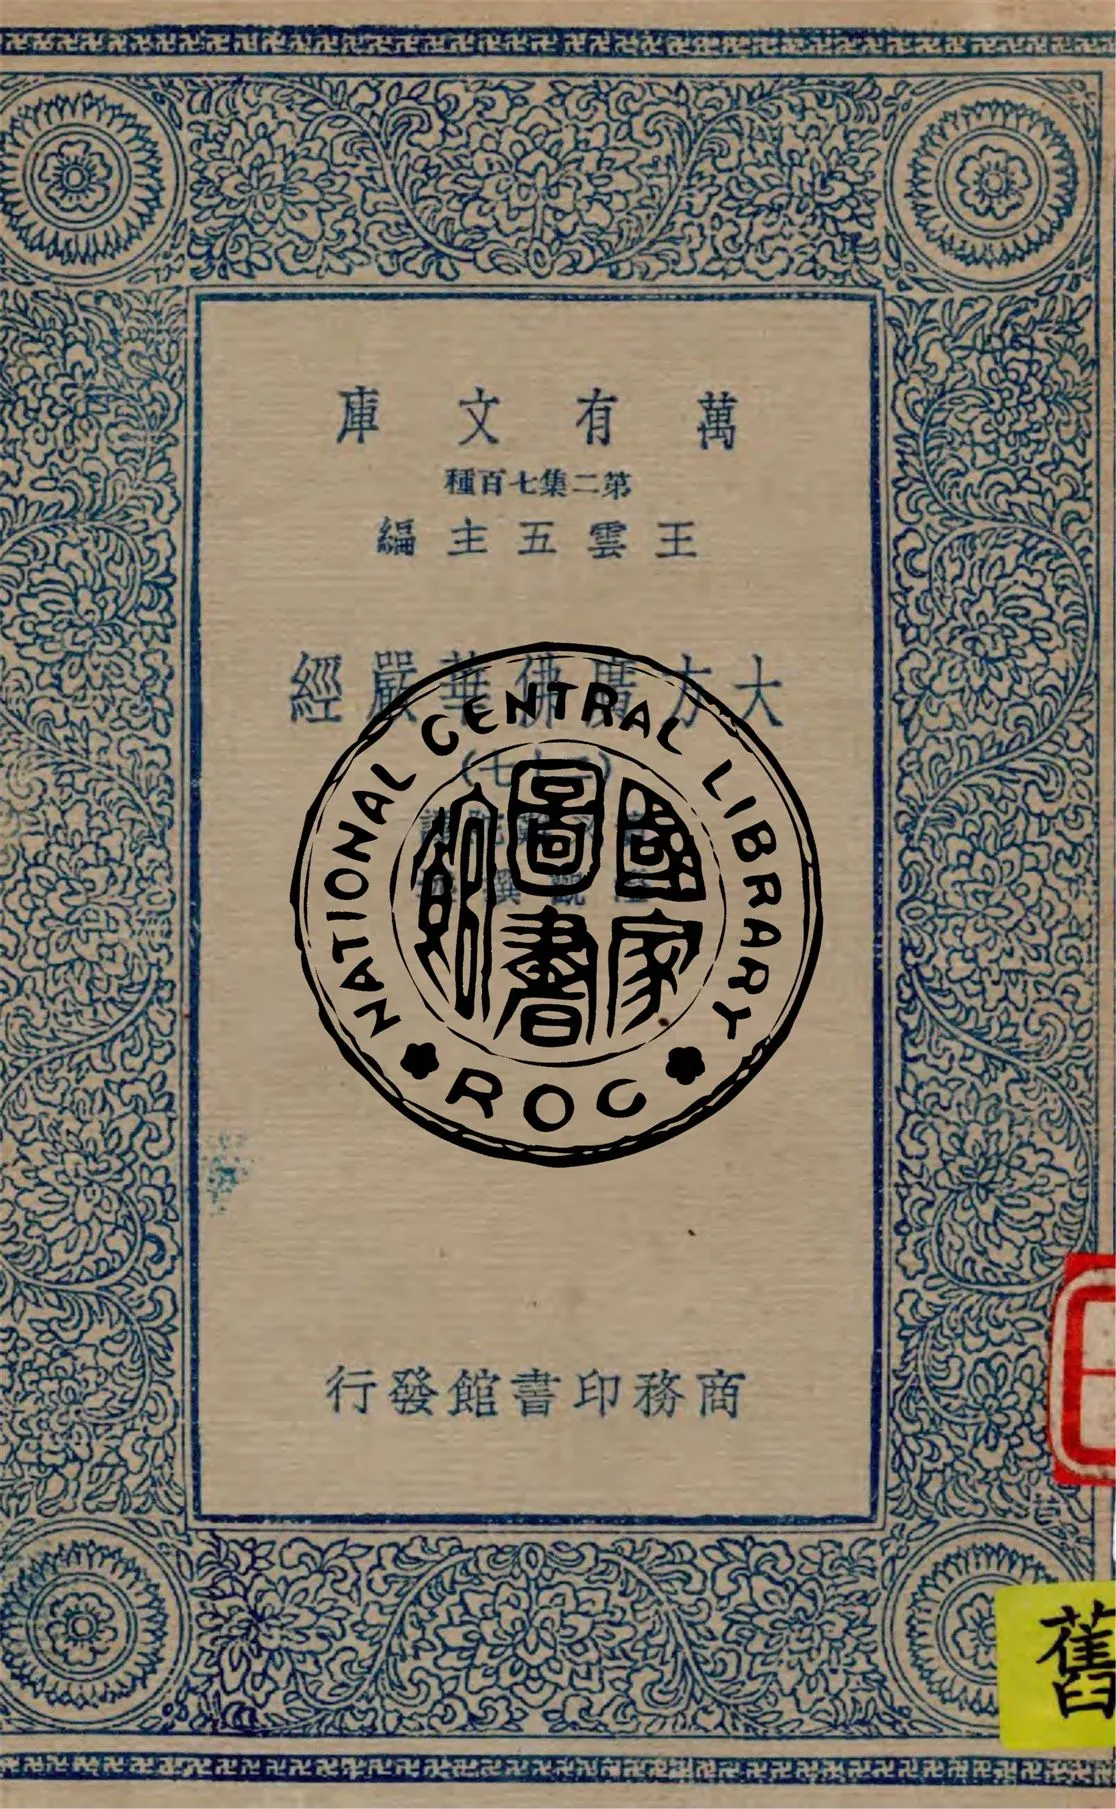 萬有文庫
第二集七百種
王雲五主編
大方廣佛華嚴經
觀撰
商務印書館發行
NATIONAL CENTRAL LIBRARY
國家圖書館
ROC
舊